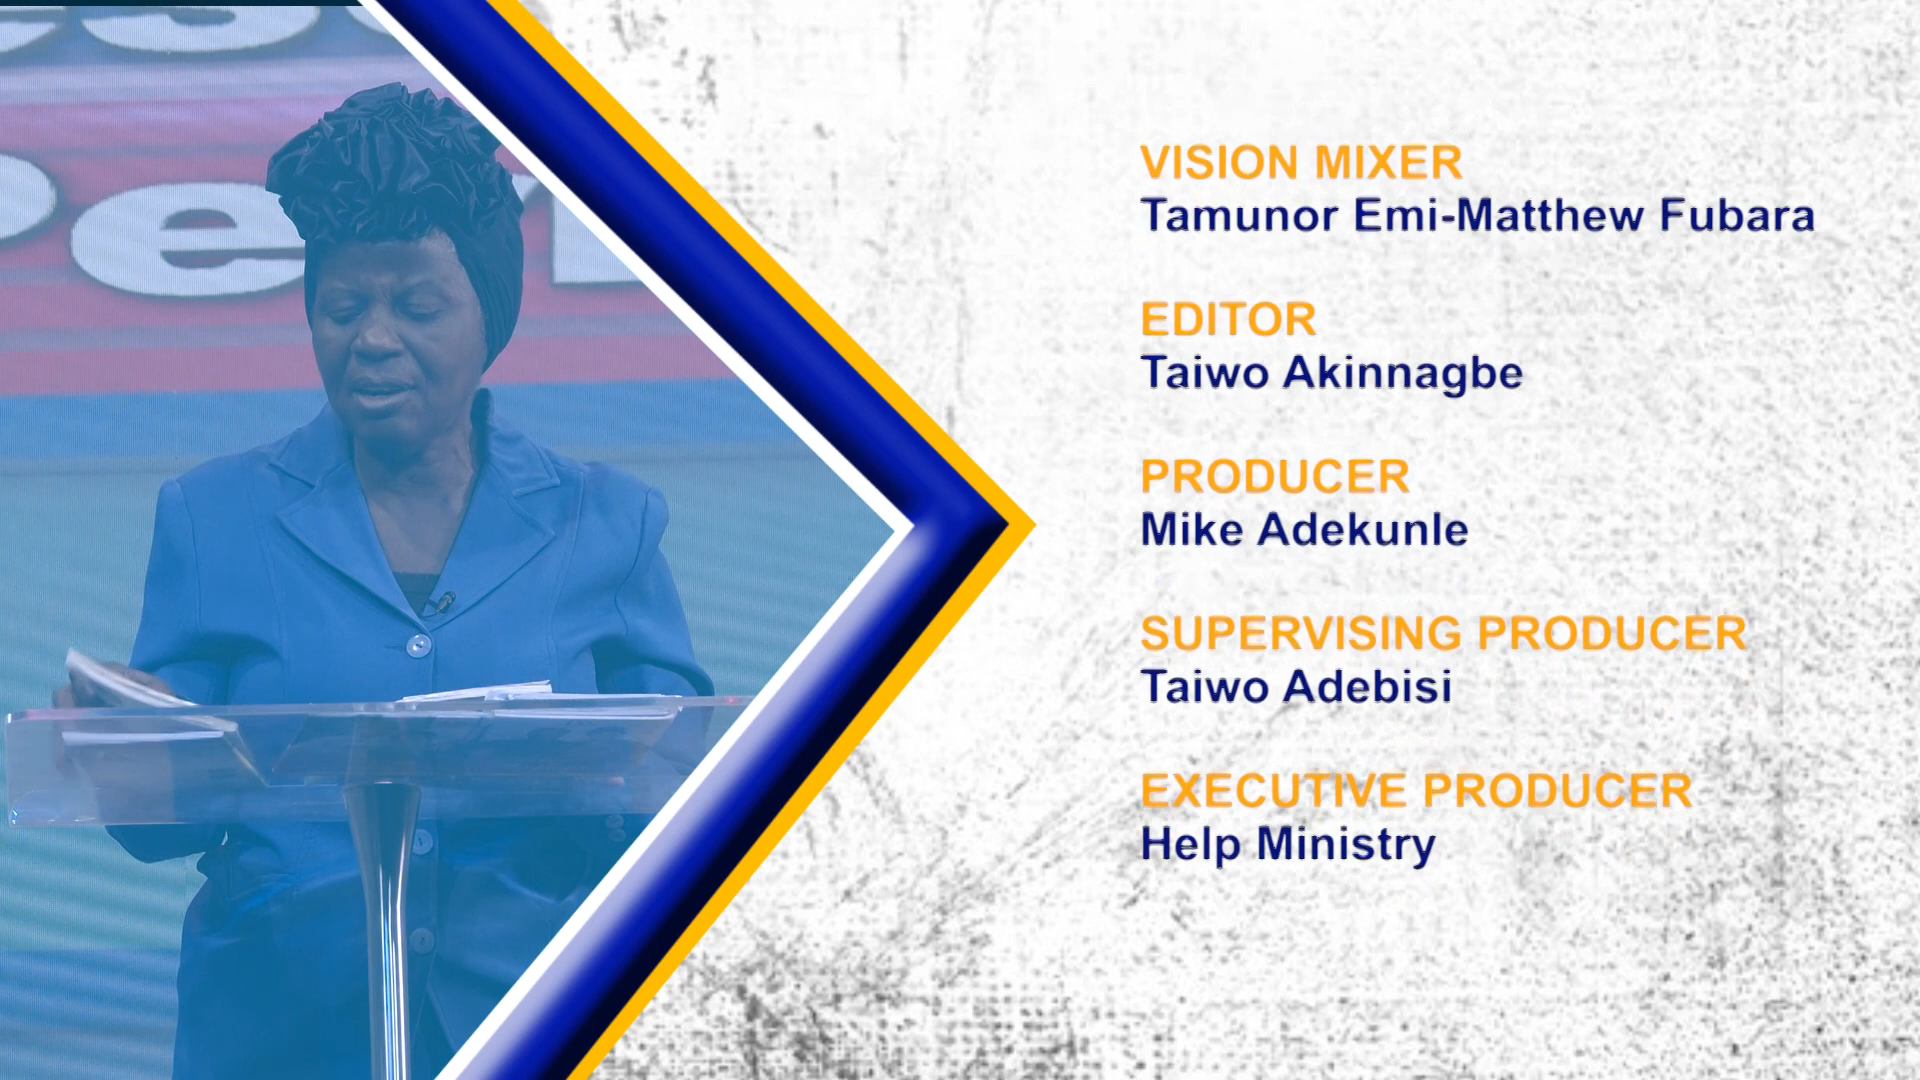 VISION MIXER
Tamunor Emi-Matthew Fubara
EDITOR
Taiwo Akinnagbe
PRODUCER
Mike Adekunle
SUPERVISING PRODUCER
Taiwo Adebisi
EXECUTIVE PRODUCER
Help Ministry